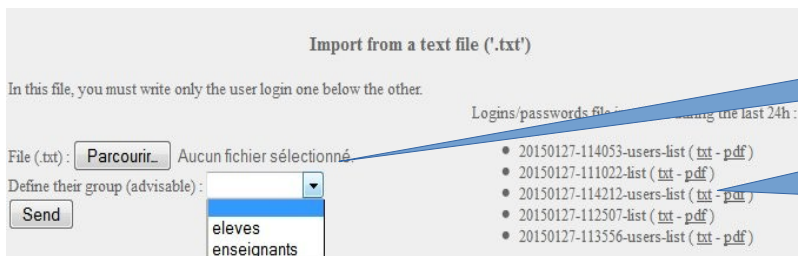 Import from a text file ('.txt')
In this file, you must write only the user login one below the other.
Logins/passwords file during the last 24h :
File (.txt) : Parcourir_ Aucun fichier sélectionné.
Define their group (advisable) :
Send
eleves
enseignants
20150127-114053-users-list ( txt - pdf )
20150127-111022-list ( txt - pdf )
20150127-114212-users-list ( txt - pdf )
20150127-112507-list ( txt - pdf )
20150127-113556-users-list ( txt - pdf )